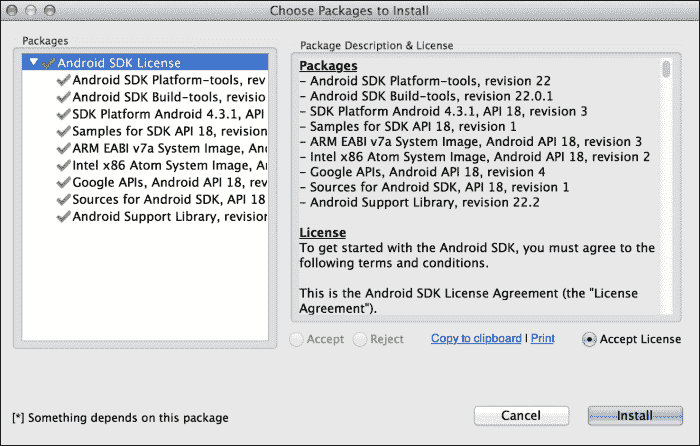 Choose Packages to Install
Packages
Android SDK License
Android SDK Platform-tools, rev
Android SDK Build-tools, revisio
SDK Platform Android 4.3.1, API
Samples for SDK API 18, revision
ARM EABI v7a System Image, An
Intel x86 Atom System Image, An
Google APIs, Android API 18, rev
Sources for Android SDK, API 18
Android Support Library, revision
Package Description & License
Packages
- Android SDK Platform-tools, revision 22
- Android SDK Build-tools, revision 22.0.1
- SDK Platform Android 4.3.1, API 18, revision 3
- Samples for SDK API 18, revision 1
- ARM EABI v7a System Image, Android API 18, revision 3
- Intel x86 Atom System Image, Android API 18, revision 2
- Google APIs, Android API 18, revision 4
- Sources for Android SDK, API 18, revision 1
- Android Support Library, revision 22.2
License
To get started with the Android SDK, you must agree to the
following terms and conditions.
This is the Android SDK License Agreement (the "License
Agreement").
Accept Reject Copy to clipboard | Print Accept License
[*] Something depends on this package
Cancel Install